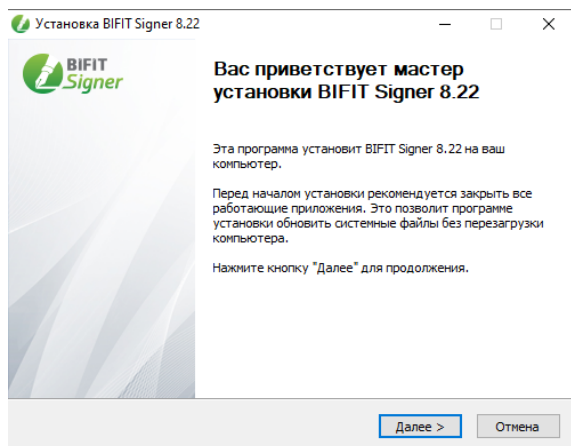 Установка BIFIT Signer 8.22
BIFIT
Signer
Вас приветствует мастер
установки BIFIT Signer 8.22
Эта программа установит BIFIT Signer 8.22 на ваш
компьютер.
Перед началом установки рекомендуется закрыть все
работающие приложения. Это позволит программе
установки обновить системные файлы без перезагрузки
компьютера.
Нажмите кнопку "Далее" для продолжения.
Далее >
Отмена